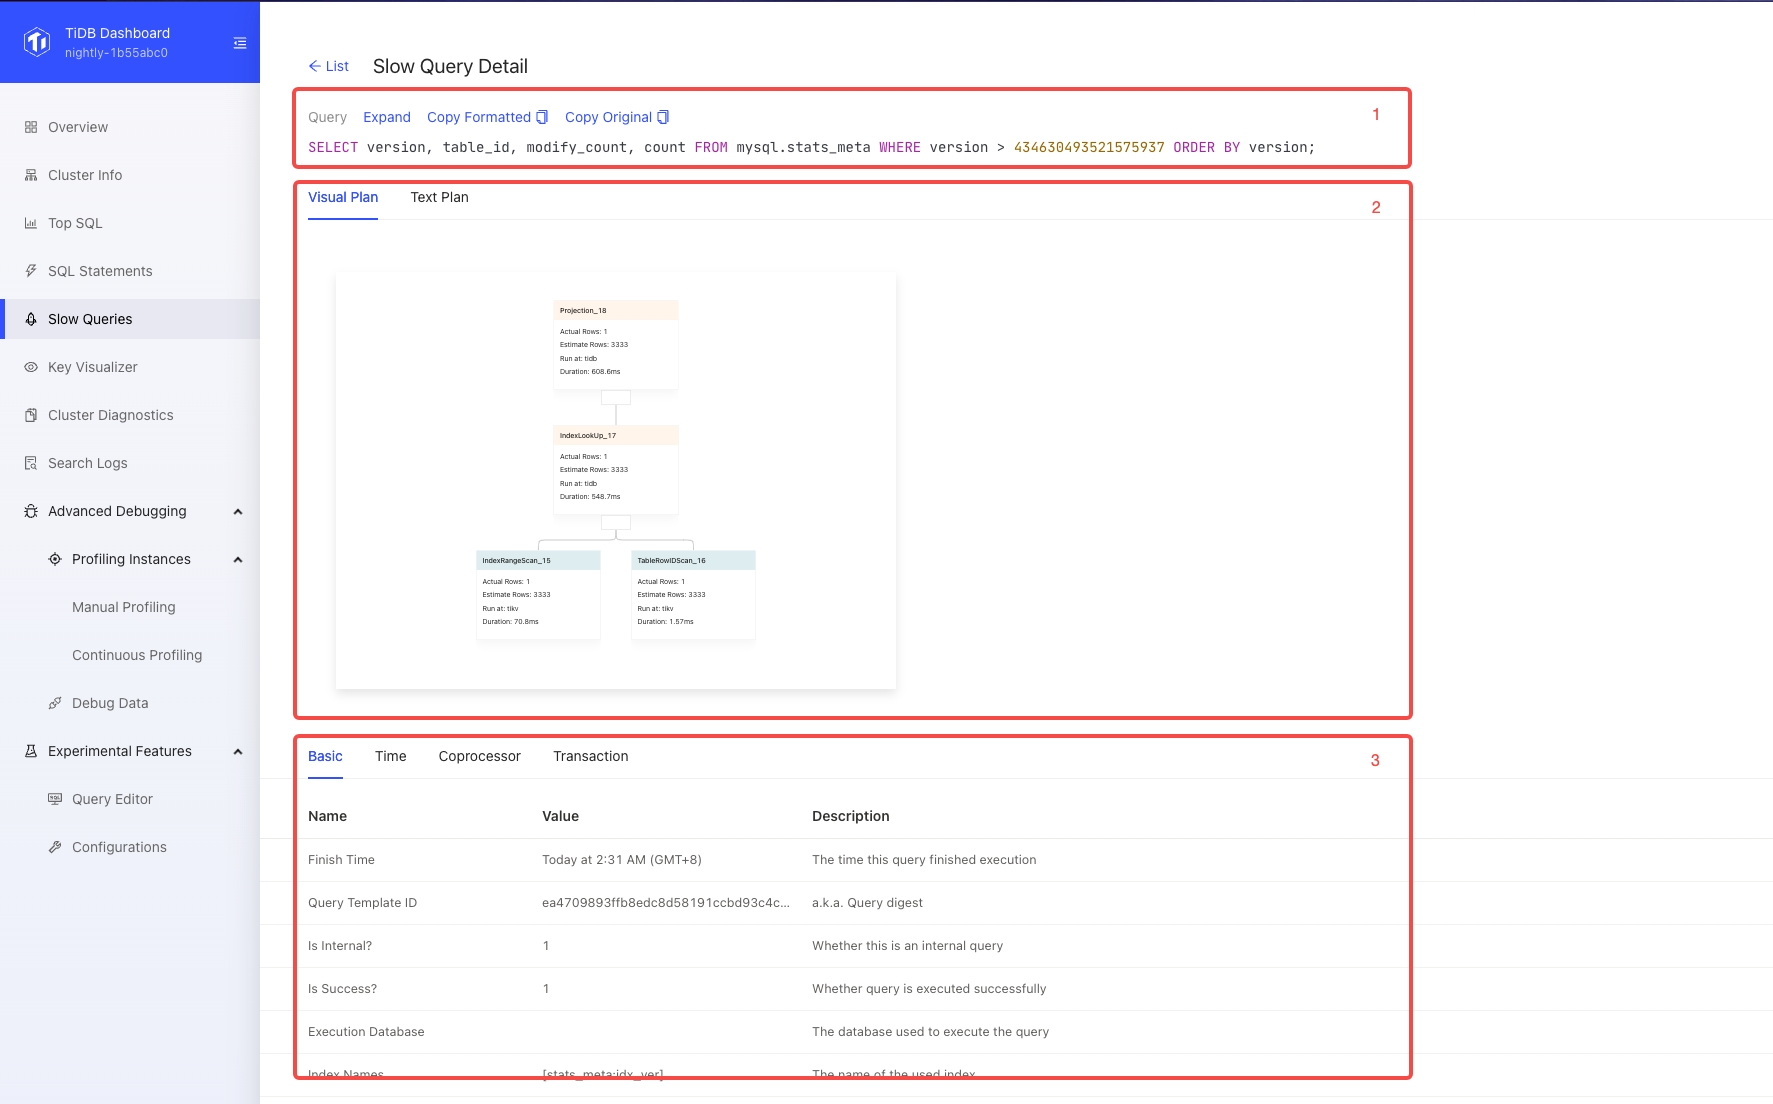 TiDB Dashboard
nightly-1b55abc0
Overview
Cluster Info
Top SQL
SQL Statements
Slow Queries
Key Visualizer
Cluster Diagnostics
Search Logs
Advanced Debugging
Profiling Instances
Manual Profiling
Continuous Profiling
Debug Data
Experimental Features
Query Editor
Configurations
List Slow Query Detail
Query Expand Copy Formatted Copy Original 1
SELECT version, table_id, modify_count, count FROM mysql.stats_meta WHERE version > 434630493521575937 ORDER BY version;
Visual Plan Text Plan 2
Projection_18
Actual Rows: 1
Estimate Rows: 3333
Run at: tidb
Duration: 608.6ms
IndexLookUp_17
Actual Rows: 1
Estimate Rows: 3333
Run at: tidb
Duration: 548.7ms
IndexRangeScan_15
Actual Rows: 1
Estimate Rows: 3333
Run at: tikv
Duration: 70.8ms
TableRowIDScan_16
Actual Rows: 1
Estimate Rows: 3333
Run at: tikv
Duration: 1.57ms
Basic Time Coprocessor Transaction 3
Name Value Description
Finish Time Today at 2:31 AM (GMT+8) The time this query finished execution
Query Template ID ea4709893ffb8edc8d58191ccbd93c4c... a.k.a. Query digest
Is Internal? 1 Whether this is an internal query
Is Success? 1 Whether query is executed successfully
Execution Database The database used to execute the query
Index Names [stats_meta:idx_ver] The name of the used index